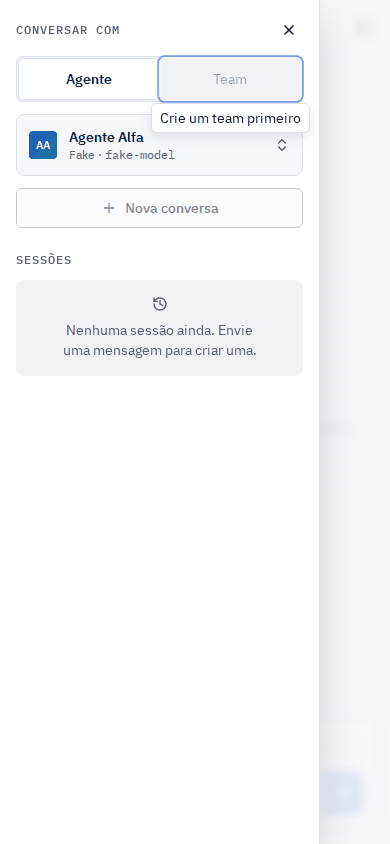 CONVERSAR COM
Agente
Team
Crie um team primeiro
AA
Agente Alfa
Fake · fake-model
Nova conversa
SESSÕES
Nenhuma sessão ainda. Envie
uma mensagem para criar uma.